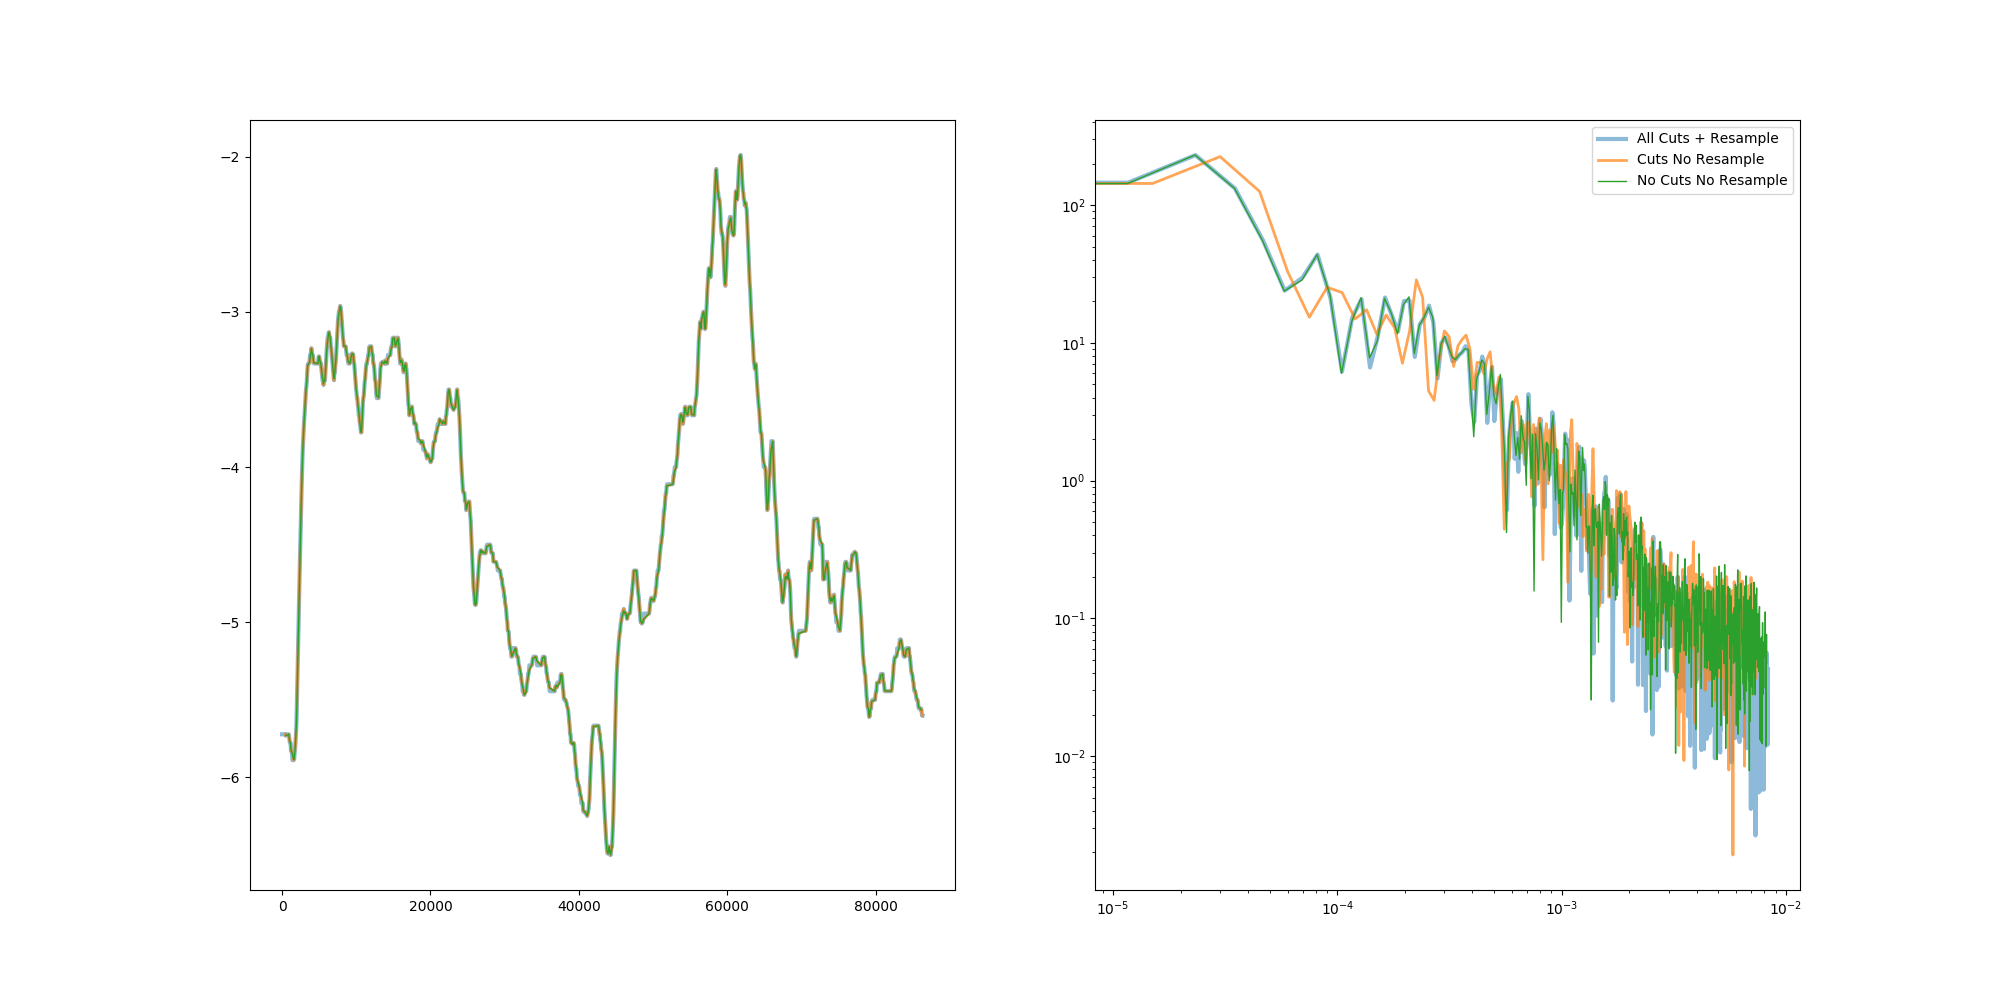 −2
−3
−4
−5
−6
0 20000 40000 60000 80000
All Cuts + Resample
Cuts No Resample
No Cuts No Resample
10²
10¹
10⁰
10⁻¹
10⁻²
10⁻⁵ 10⁻⁴ 10⁻³ 10⁻²